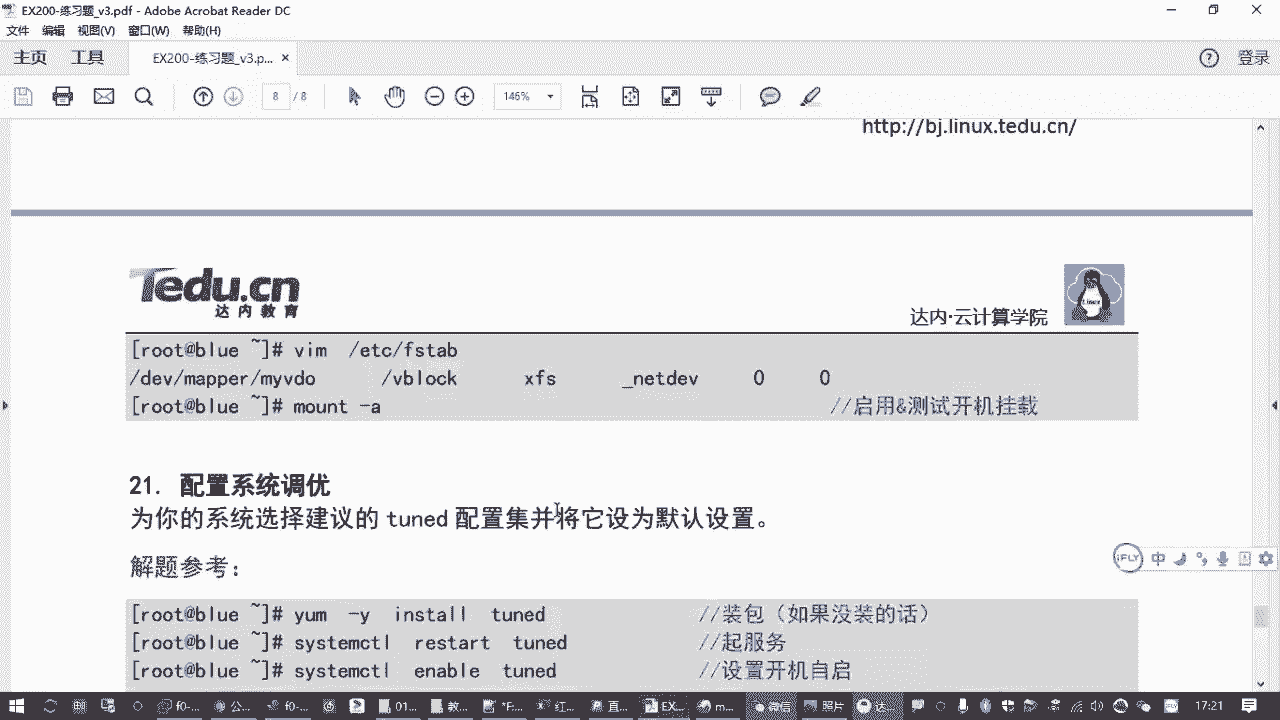 EX200-练习题_v3.pdf - Adobe Acrobat Reader DC
文件 编辑 视图(V) 窗口(W) 帮助(H)
主页 工具 EX200-练习题_v3.p... × 登录
8 / 8 146%
http://bj.linux.tedu.cn/
Tedu.cn
达内教育
达内·云计算学院
[root@blue ~]# vim /etc/fstab
/dev/mapper/myvdo /vblock xfs _netdev 0 0
[root@blue ~]# mount -a //启用&测试开机挂载
21. 配置系统调优
为你的系统选择建议的 tuned 配置集并将它设为默认设置。
解题参考：
iFLY 中
[root@blue ~]# yum -y install tuned //装包（如果没装的话）
[root@blue ~]# systemctl restart tuned //起服务
[root@blue ~]# systemctl enable tuned //设置开机自启
f0-... 公... f0-... 01... 教... 江... 直... EX... m... 微信 图片 达... 17:21